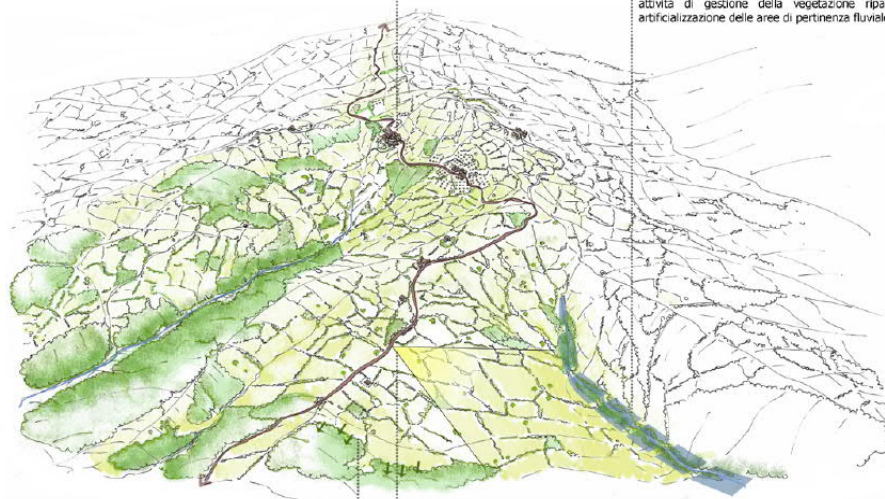 attività di gestione della vegetazione ripa
artificializzazione delle aree di pertinenza fluviale